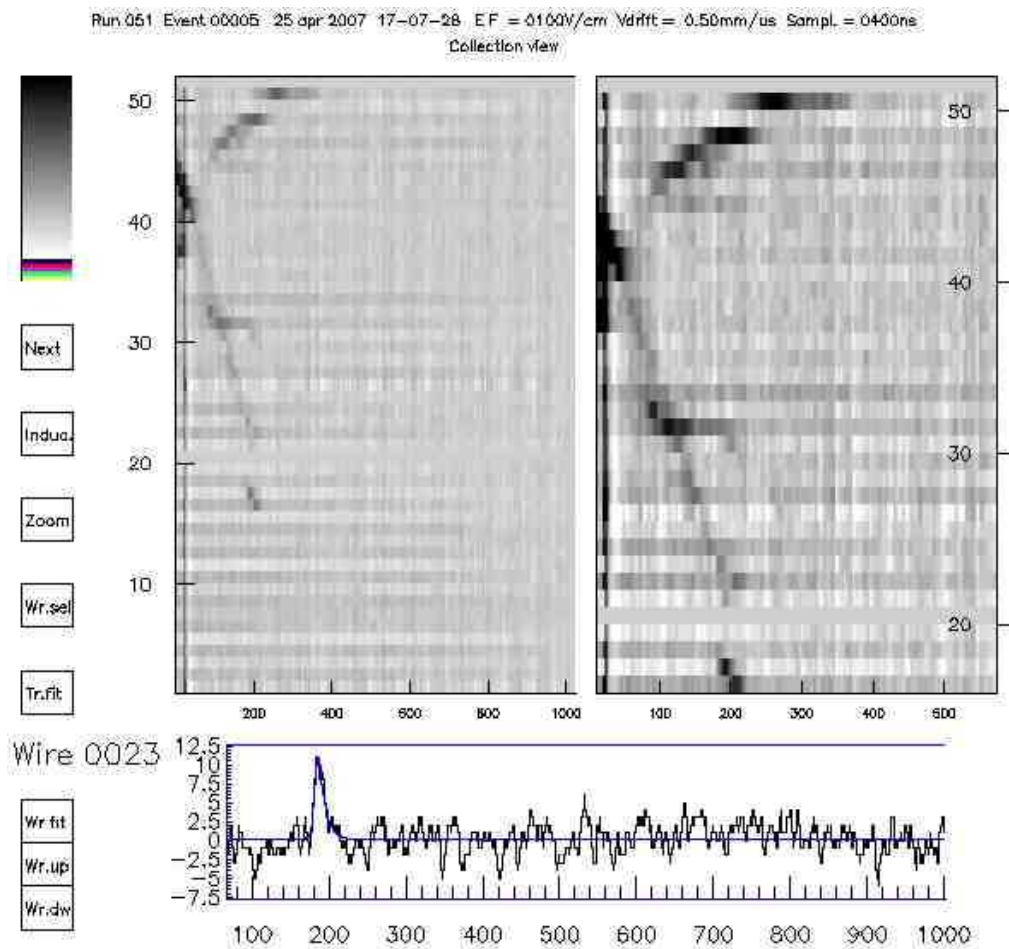 Run 051 Event 00005 25 apr 2007 17-07-28 E F = 0100V/cm Vdrift = 0.50mm/us Sampl. = 0400ns
Collection view
50
40
30
20
10
200 400 600 800 1000
50
40
30
20
100 200 300 400 500 600
Next
Induc.
Zoom
Wr.sel
Tr.fit
Wire 0023
Wr fit
Wr.up
Wr.dw
12.5
10
7.5
5
2.5
0
-2.5
-5
-7.5
100 200 300 400 500 600 700 800 900 1000